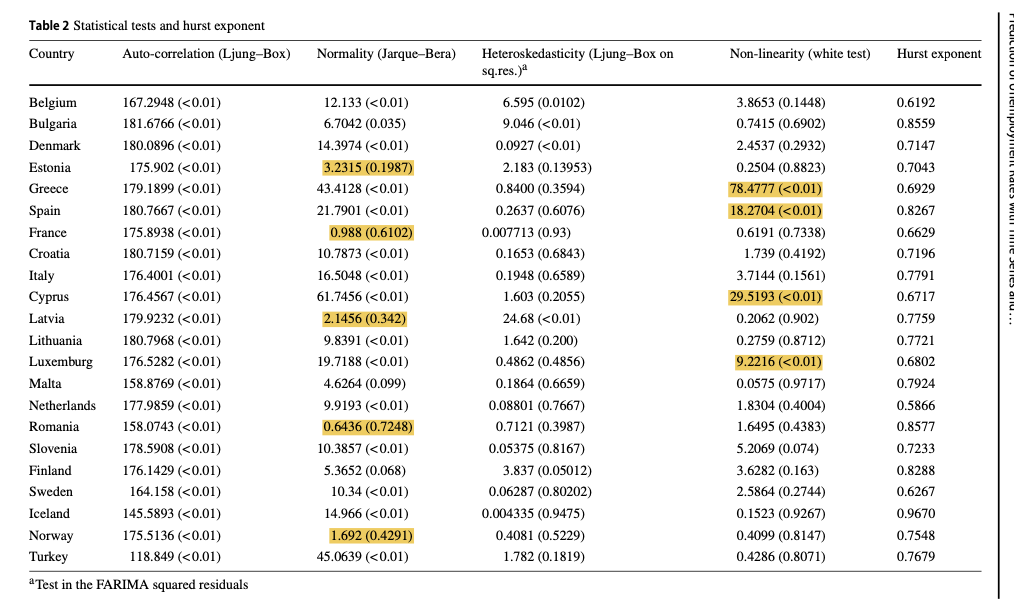 Table 2 Statistical tests and hurst exponent
Country Auto-correlation (Ljung–Box) Normality (Jarque–Bera) Heteroskedasticity (Ljung–Box on sq.res.)a Non-linearity (white test) Hurst exponent
Belgium 167.2948 (<0.01) 12.133 (<0.01) 6.595 (0.0102) 3.8653 (0.1448) 0.6192
Bulgaria 181.6766 (<0.01) 6.7042 (0.035) 9.046 (<0.01) 0.7415 (0.6902) 0.8559
Denmark 180.0896 (<0.01) 14.3974 (<0.01) 0.0927 (<0.01) 2.4537 (0.2932) 0.7147
Estonia 175.902 (<0.01) 3.2315 (0.1987) 2.183 (0.13953) 0.2504 (0.8823) 0.7043
Greece 179.1899 (<0.01) 43.4128 (<0.01) 0.8400 (0.3594) 78.4777 (<0.01) 0.6929
Spain 180.7667 (<0.01) 21.7901 (<0.01) 0.2637 (0.6076) 18.2704 (<0.01) 0.8267
France 175.8938 (<0.01) 0.988 (0.6102) 0.007713 (0.93) 0.6191 (0.7338) 0.6629
Croatia 180.7159 (<0.01) 10.7873 (<0.01) 0.1653 (0.6843) 1.739 (0.4192) 0.7196
Italy 176.4001 (<0.01) 16.5048 (<0.01) 0.1948 (0.6589) 3.7144 (0.1561) 0.7791
Cyprus 176.4567 (<0.01) 61.7456 (<0.01) 1.603 (0.2055) 29.5193 (<0.01) 0.6717
Latvia 179.9232 (<0.01) 2.1456 (0.342) 24.68 (<0.01) 0.2062 (0.902) 0.7759
Lithuania 180.7968 (<0.01) 9.8391 (<0.01) 1.642 (0.200) 0.2759 (0.8712) 0.7721
Luxemburg 176.5282 (<0.01) 19.7188 (<0.01) 0.4862 (0.4856) 9.2216 (<0.01) 0.6802
Malta 158.8769 (<0.01) 4.6264 (0.099) 0.1864 (0.6659) 0.0575 (0.9717) 0.7924
Netherlands 177.9859 (<0.01) 9.9193 (<0.01) 0.08801 (0.7667) 1.8304 (0.4004) 0.5866
Romania 158.0743 (<0.01) 0.6436 (0.7248) 0.7121 (0.3987) 1.6495 (0.4383) 0.8577
Slovenia 178.5908 (<0.01) 10.3857 (<0.01) 0.05375 (0.8167) 5.2069 (0.074) 0.7233
Finland 176.1429 (<0.01) 5.3652 (0.068) 3.837 (0.05012) 3.6282 (0.163) 0.8288
Sweden 164.158 (<0.01) 10.34 (<0.01) 0.06287 (0.80202) 2.5864 (0.2744) 0.6267
Iceland 145.5893 (<0.01) 14.966 (<0.01) 0.004335 (0.9475) 0.1523 (0.9267) 0.9670
Norway 175.5136 (<0.01) 1.692 (0.4291) 0.4081 (0.5229) 0.4099 (0.8147) 0.7548
Turkey 118.849 (<0.01) 45.0639 (<0.01) 1.782 (0.1819) 0.4286 (0.8071) 0.7679
a Test in the FARIMA squared residuals